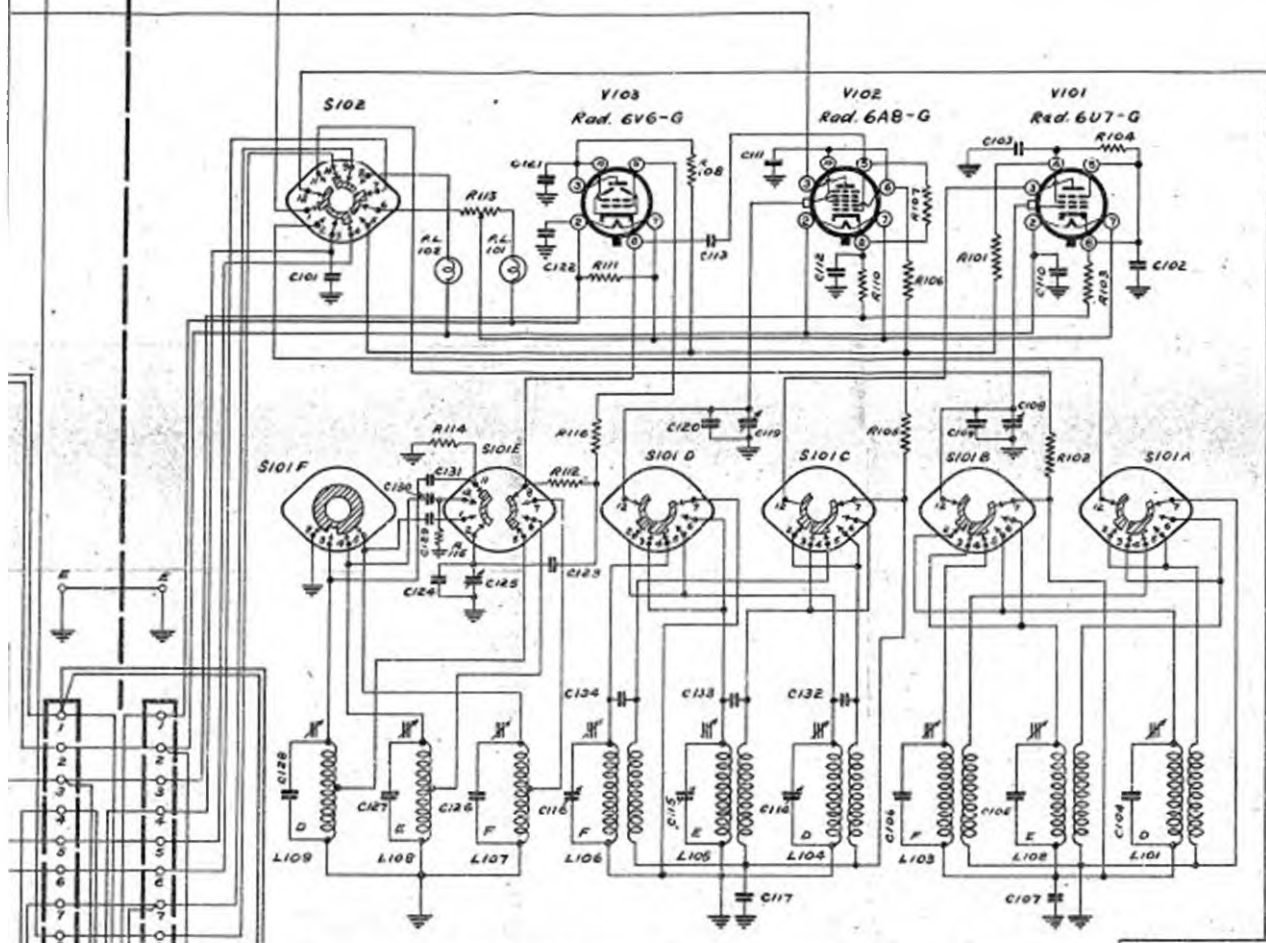 V103
V102
V101
S102
Rad. 6V6-G
Rad. 6A8-G
Rad. 6U7-G
C103
R104
C111
C121
R108
R107
R113
P.L. 102
P.L. 101
C101
C122
R111
C113
C112
R110
R106
R101
C110
R103
C102
R114
R116
C120
C119
R105
C109
C108
R102
S101F
C131
S101E
R112
S101D
S101C
S101B
S101A
C130
C129
R115
C124
C125
C123
E
E
C134
C133
C132
C128
C127
C126
C116
C115
C106
C105
C104
D
E
F
F
E
D
F
E
D
L109
L108
L107
L106
L105
L104
L103
L102
L101
C117
C107
1
1
2
2
3
3
4
4
5
5
6
6
7
7